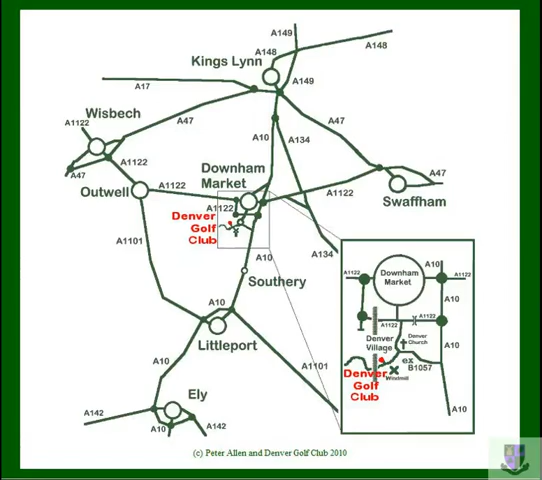 A149
A148
A148
Kings Lynn
A149
A17
A47
A47
Wisbech
A1122
A10
A134
A1122
A47
Downham
Market
A47
Outwell
A1122
A1122
Swaffham
A1122
Denver
Golf
Club
A1101
A10
A134
Southery
A10
Littleport
A1101
A10
Ely
A142
A10
A142
A10
Downham
Market
A1122
A1122
A10
A1122
A1122
Denver
Village
Denver
Church
A10
ex
B1057
Denver
Golf
Club
Windmill
A10
(c) Peter Allen and Denver Golf Club 2010